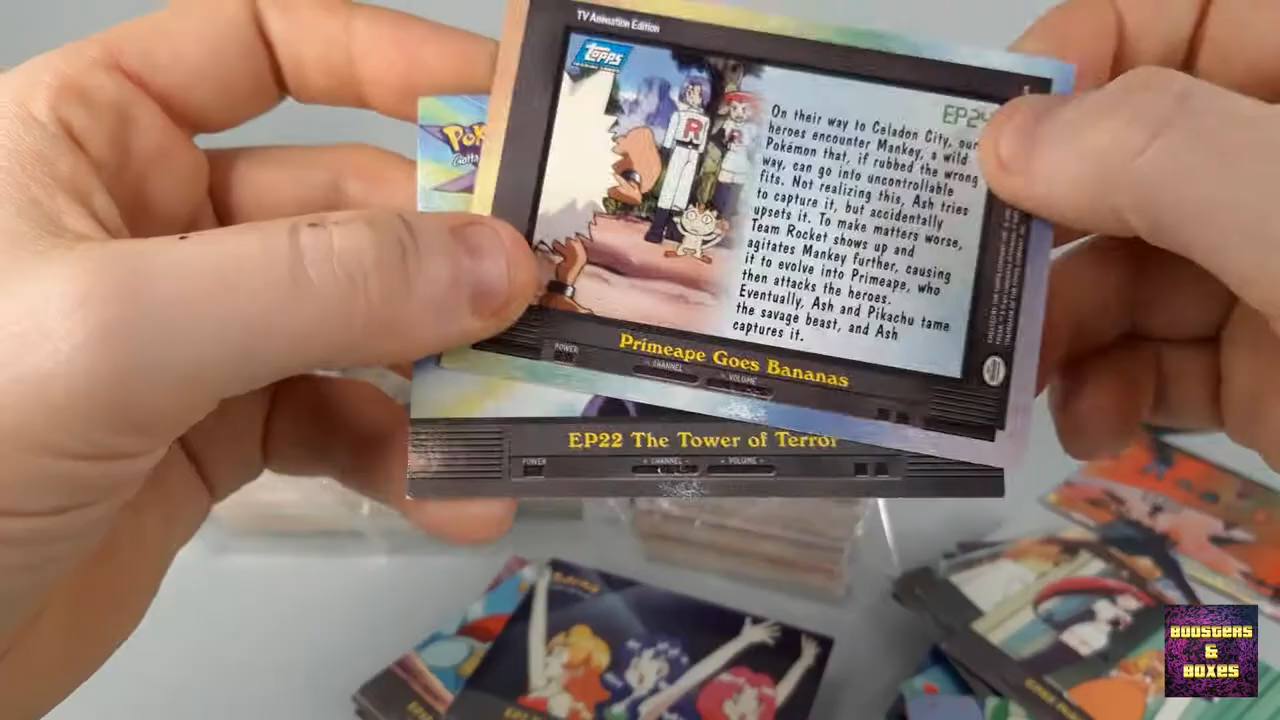 TV Animation Edition
Topps
On their way to Celadon City, our
heroes encounter Mankey, a wild
Pokémon that, if rubbed the wrong
way, can go into uncontrollable
fits. Not realizing this, Ash tries
to capture it, but accidentally
upsets it. To make matters worse,
Team Rocket shows up and
agitates Mankey further, causing
it to evolve into Primeape, who
then attacks the heroes.
Eventually, Ash and Pikachu tame
the savage beast, and Ash
captures it.
R
Primeape Goes Bananas
POWER
- CHANNEL
- VOLUME
EP22 The Tower of Terror
POWER
- CHANNEL +
- VOLUME -
BOOSTERS
&
BOXES